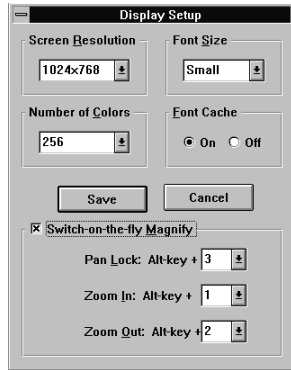 Display Setup
Screen Resolution
Font Size
1024x768
Small
Number of Colors
Font Cache
256
On Off
Save
Cancel
Switch-on-the-fly Magnify
Pan Lock: Alt-key + 3
Zoom In: Alt-key + 1
Zoom Out: Alt-key + 2